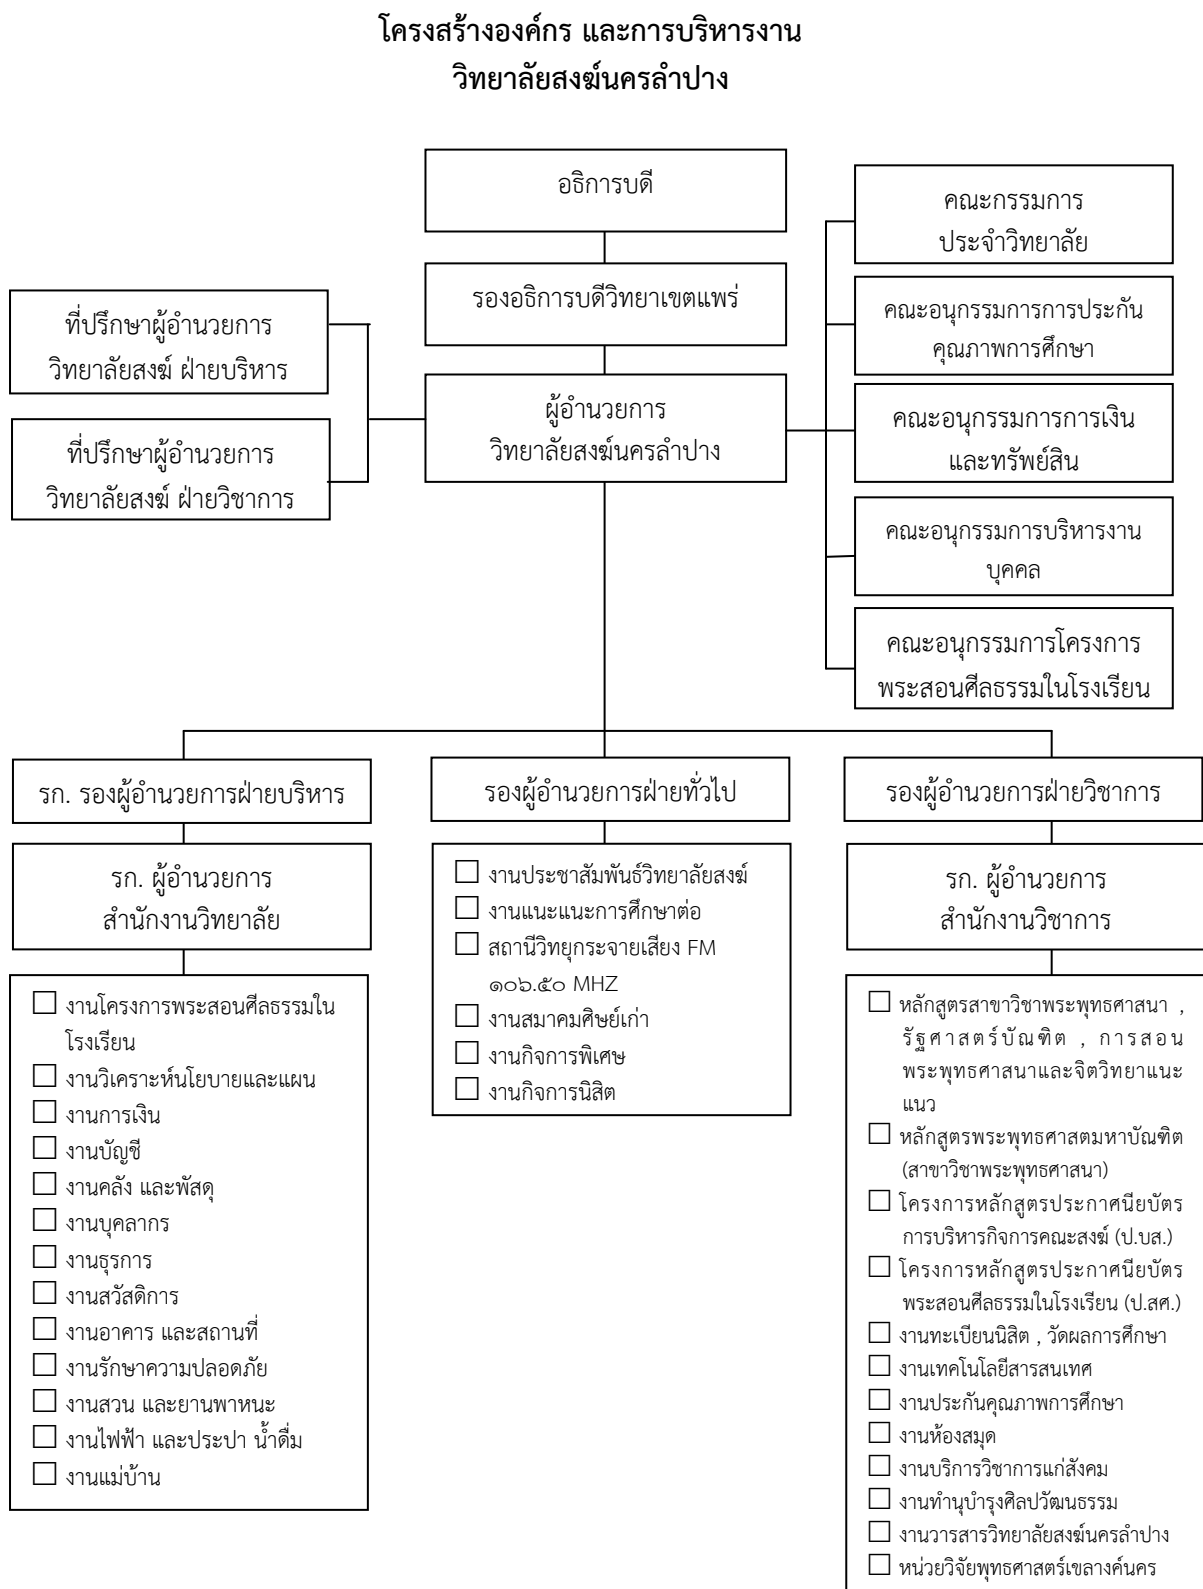 โครงสร้างองค์กร และการบริหารงาน
วิทยาลัยสงฆ์นครลำปาง
อธิการบดี
รองอธิการบดีวิทยาเขตแพร่
ผู้อำนวยการ
วิทยาลัยสงฆ์นครลำปาง
ที่ปรึกษาผู้อำนวยการ
วิทยาลัยสงฆ์ ฝ่ายบริหาร
ที่ปรึกษาผู้อำนวยการ
วิทยาลัยสงฆ์ ฝ่ายวิชาการ
คณะกรรมการ
ประจำวิทยาลัย
คณะอนุกรรมการการประกัน
คุณภาพการศึกษา
คณะอนุกรรมการการเงิน
และทรัพย์สิน
คณะอนุกรรมการบริหารงาน
บุคคล
คณะอนุกรรมการโครงการ
พระสอนศีลธรรมในโรงเรียน
รก. รองผู้อำนวยการฝ่ายบริหาร
รก. ผู้อำนวยการ
สำนักงานวิทยาลัย
งานโครงการพระสอนศีลธรรมใน
โรงเรียน
งานวิเคราะห์นโยบายและแผน
งานการเงิน
งานบัญชี
งานคลัง และพัสดุ
งานบุคลากร
งานธุรการ
งานสวัสดิการ
งานอาคาร และสถานที่
งานรักษาความปลอดภัย
งานสวน และยานพาหนะ
งานไฟฟ้า และประปา น้ำดื่ม
งานแม่บ้าน
รองผู้อำนวยการฝ่ายทั่วไป
งานประชาสัมพันธ์วิทยาลัยสงฆ์
งานแนะแนะการศึกษาต่อ
สถานีวิทยุกระจายเสียง FM
๑๐๖.๕๐ MHZ
งานสมาคมศิษย์เก่า
งานกิจการพิเศษ
งานกิจการนิสิต
รองผู้อำนวยการฝ่ายวิชาการ
รก. ผู้อำนวยการ
สำนักงานวิชาการ
หลักสูตรสาขาวิชาพระพุทธศาสนา ,
รัฐศาสตร์บัณฑิต , การสอน
พระพุทธศาสนาและจิตวิทยาแนะ
แนว
หลักสูตรพระพุทธศาสตมหาบัณฑิต
(สาขาวิชาพระพุทธศาสนา)
โครงการหลักสูตรประกาศนียบัตร
การบริหารกิจการคณะสงฆ์ (ป.บส.)
โครงการหลักสูตรประกาศนียบัตร
พระสอนศีลธรรมในโรงเรียน (ป.สศ.)
งานทะเบียนนิสิต , วัดผลการศึกษา
งานเทคโนโลยีสารสนเทศ
งานประกันคุณภาพการศึกษา
งานห้องสมุด
งานบริการวิชาการแก่สังคม
งานทำนุบำรุงศิลปวัฒนธรรม
งานวารสารวิทยาลัยสงฆ์นครลำปาง
หน่วยวิจัยพุทธศาสตร์เขลางค์นคร